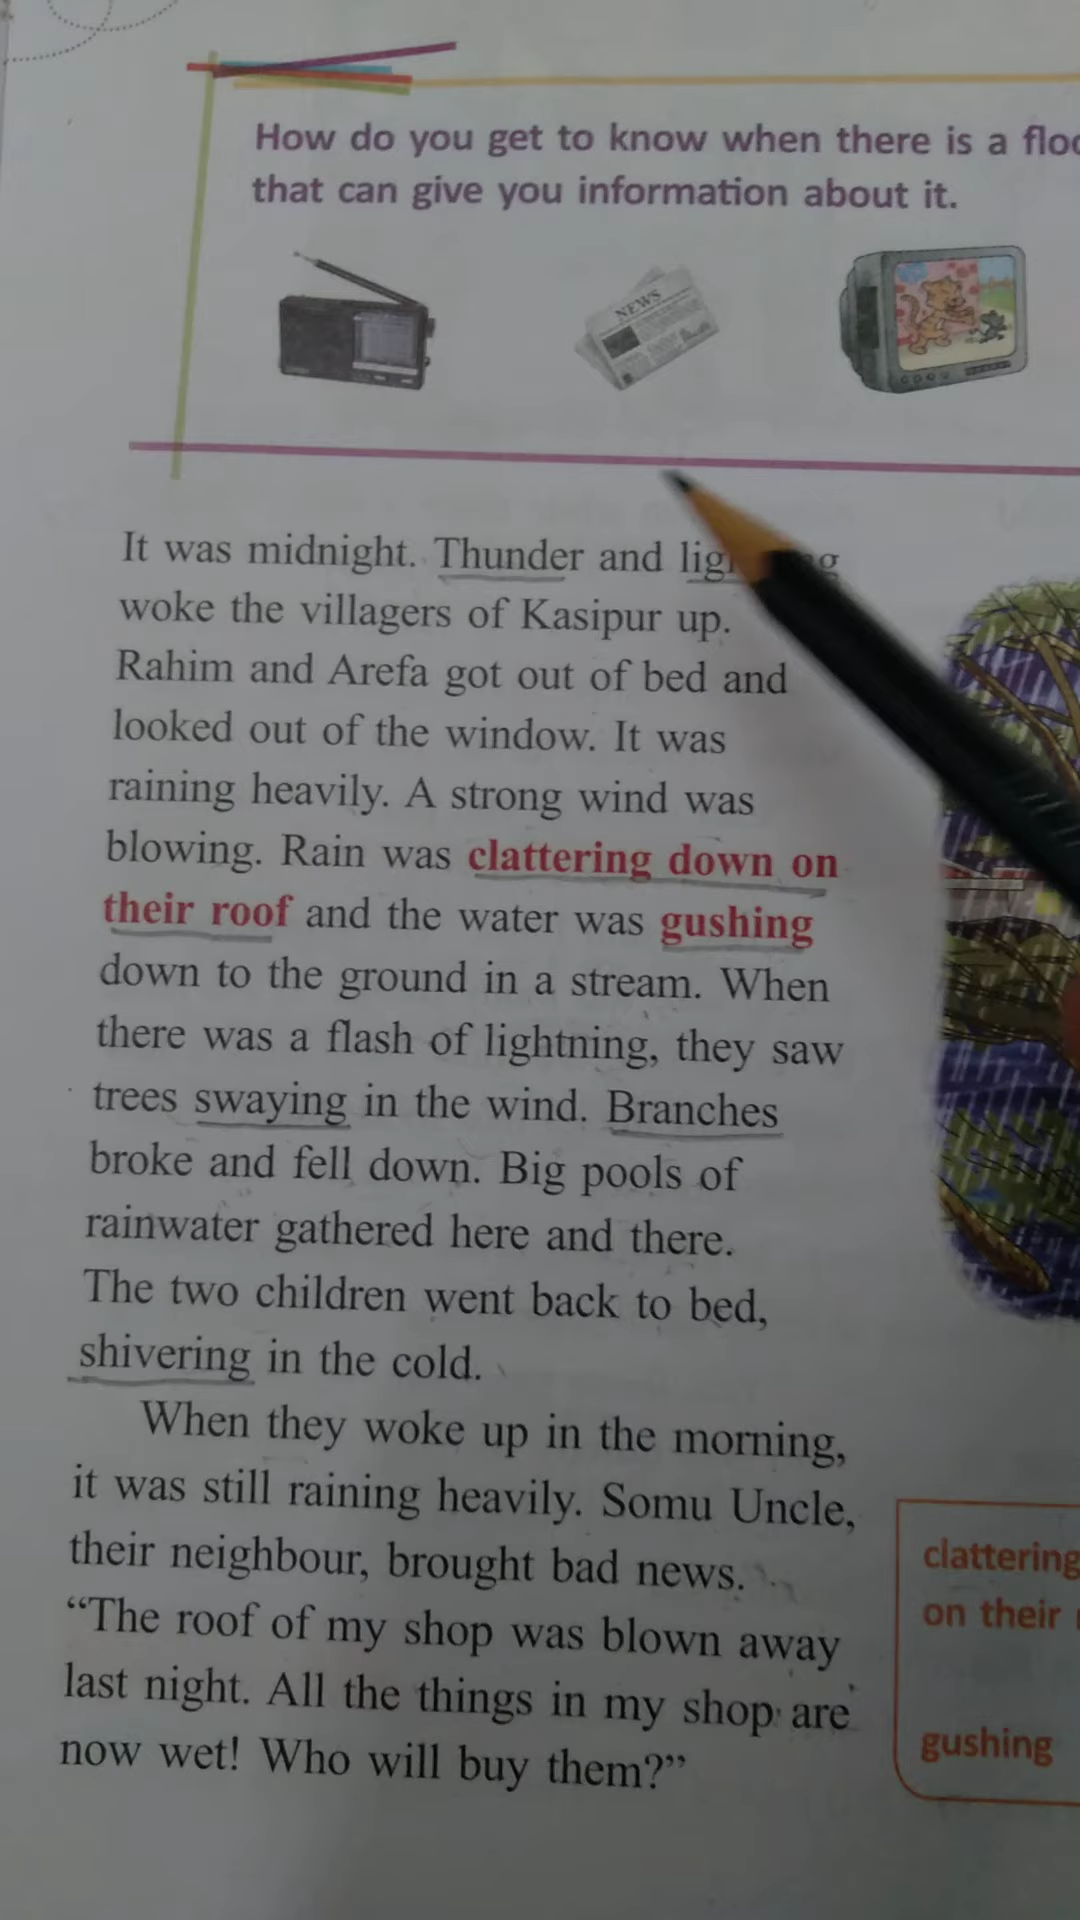 How do you get to know when there is a
that can give you information about it.
NEWS
It was midnight. Thunder and
woke the villagers of Kasipur up.
Rahim and Arefa got out of bed and
looked out of the window. It was
raining heavily. A strong wind was
blowing. Rain was clattering down on
their roof and the water was gushing
down to the ground in a stream. When
there was a flash of lightning, they saw
trees swaying in the wind. Branches
broke and fell down. Big pools of
rainwater gathered here and there.
The two children went back to bed,
shivering in the cold.
When they woke up in the morning,
it was still raining heavily. Somu Uncle,
their neighbour, brought bad news.
“The roof of my shop was blown away
last night. All the things in my shop are
now wet! Who will buy them?”
clattering
on their
gushing